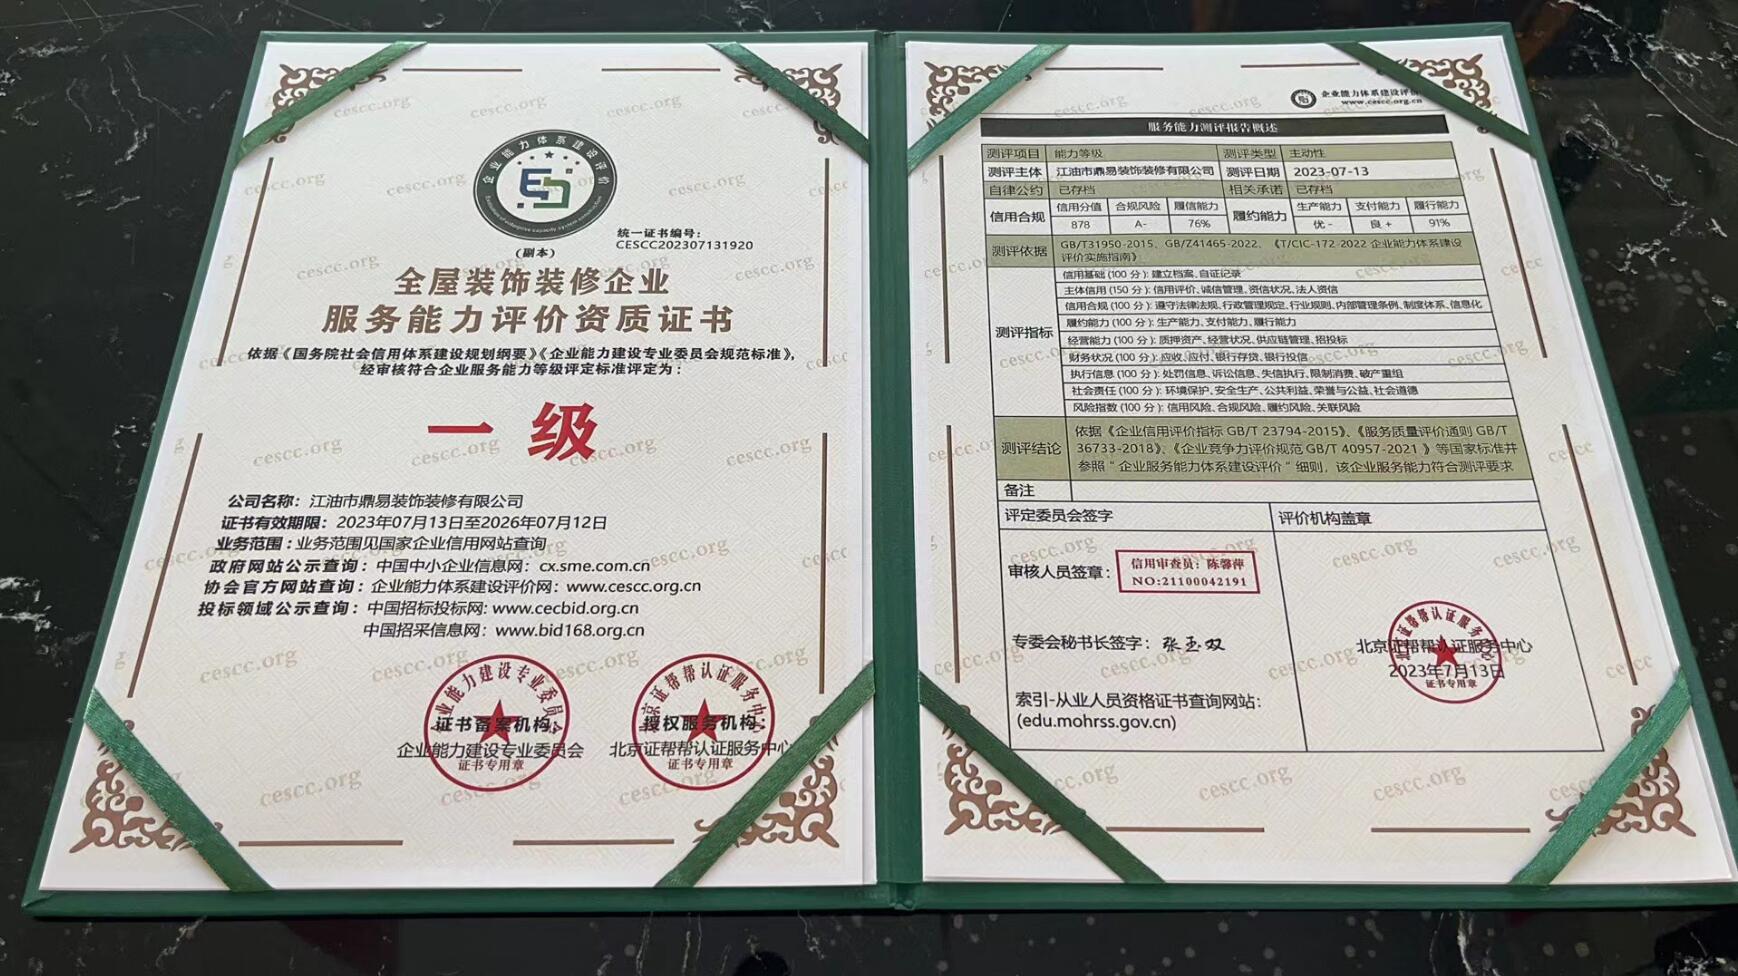 企业能力体系建设评价
统一证书编号：
CESCC202307131920
（副本）
全屋装饰装修企业
服务能力评价资质证书
依据《国务院社会信用体系建设规划纲要》《企业能力建设专业委员会规范标准》，
经审核符合企业服务能力等级评定标准评定为：
一 级
公司名称：江油市鼎易装饰装修有限公司
证书有效期限：2023年07月13日至2026年07月12日
业务范围：业务范围见国家企业信用网站查询
政府网站公示查询：中国中小企业信息网：cx.sme.com.cn
协会官方网站查询：企业能力体系建设评价网：www.cescc.org.cn
投标领域公示查询：中国招标投标网：www.cecbid.org.cn
中国招采信息网：www.bid168.org.cn
证书备案机构：
企业能力建设专业委员会
证书专用章
授权服务机构：
北京证帮帮认证服务中心
证书专用章
企业能力体系建设评价
www.cescc.org.cn
服务能力测评报告概述
测评项目 能力等级 测评类型 主动性
测评主体 江油市鼎易装饰装修有限公司 测评日期 2023-07-13
自律公约 已存档 相关承诺 已存档
信用合规 信用分值 合规风险 履信能力 履约能力 生产能力 支付能力 履行能力
878 A- 76% 优 - 良 + 91%
测评依据 GB/T31950-2015、GB/Z41465-2022、《T/CIC-172-2022 企业能力体系建设
评价实施指南》
测评指标
信用基础（100 分）：建立档案、自证记录
主体信用（150 分）：信用评价、诚信管理、资信状况、法人资信
信用合规（100 分）：遵守法律法规、行政管理规定、行业规则、内部管理条例、制度体系、信息化
履约能力（100 分）：生产能力、支付能力、履行能力
经营能力（100 分）：质押资产、经营状况、供应链管理、招投标
财务状况（100 分）：应收、应付、银行存贷、银行投信
执行信息（100 分）：处罚信息、诉讼信息、失信执行、限制消费、破产重组
社会责任（100 分）：环境保护、安全生产、公共利益、荣誉与公益、社会道德
风险指数（100 分）：信用风险、合规风险、履约风险、关联风险
测评结论 依据《企业信用评价指标 GB/T 23794-2015》、《服务质量评价通则 GB/T
36733-2018》、《企业竞争力评价规范 GB/T 40957-2021 》等国家标准并
参照“企业服务能力体系建设评价”细则，该企业服务能力符合测评要求
备注
评定委员会签字 评价机构盖章
审核人员签章：
信用审查员：陈馨萍
NO:21100042191
专委会秘书长签字：张玉双
北京证帮帮认证服务中心
2023年7月13日
证书专用章
索引-从业人员资格证书查询网站：
(edu.mohrss.gov.cn)